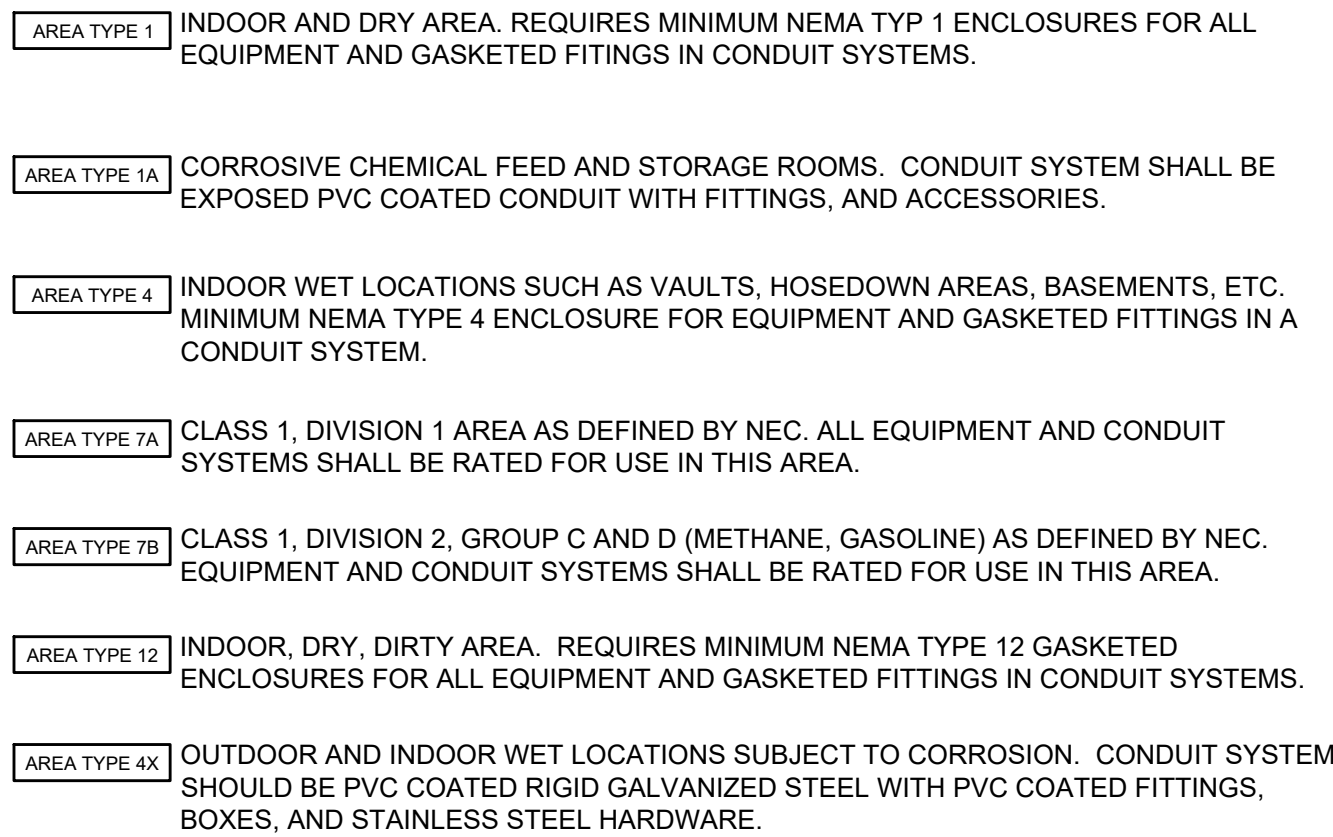 AREA TYPE 1 INDOOR AND DRY AREA. REQUIRES MINIMUM NEMA TYP 1 ENCLOSURES FOR ALL
EQUIPMENT AND GASKETED FITINGS IN CONDUIT SYSTEMS.
AREA TYPE 1A CORROSIVE CHEMICAL FEED AND STORAGE ROOMS. CONDUIT SYSTEM SHALL BE
EXPOSED PVC COATED CONDUIT WITH FITTINGS, AND ACCESSORIES.
AREA TYPE 4 INDOOR WET LOCATIONS SUCH AS VAULTS, HOSEDOWN AREAS, BASEMENTS, ETC.
MINIMUM NEMA TYPE 4 ENCLOSURE FOR EQUIPMENT AND GASKETED FITTINGS IN A
CONDUIT SYSTEM.
AREA TYPE 7A CLASS 1, DIVISION 1 AREA AS DEFINED BY NEC. ALL EQUIPMENT AND CONDUIT
SYSTEMS SHALL BE RATED FOR USE IN THIS AREA.
AREA TYPE 7B CLASS 1, DIVISION 2, GROUP C AND D (METHANE, GASOLINE) AS DEFINED BY NEC.
EQUIPMENT AND CONDUIT SYSTEMS SHALL BE RATED FOR USE IN THIS AREA.
AREA TYPE 12 INDOOR, DRY, DIRTY AREA. REQUIRES MINIMUM NEMA TYPE 12 GASKETED
ENCLOSURES FOR ALL EQUIPMENT AND GASKETED FITTINGS IN CONDUIT SYSTEMS.
AREA TYPE 4X OUTDOOR AND INDOOR WET LOCATIONS SUBJECT TO CORROSION. CONDUIT SYSTEM
SHOULD BE PVC COATED RIGID GALVANIZED STEEL WITH PVC COATED FITTINGS,
BOXES, AND STAINLESS STEEL HARDWARE.